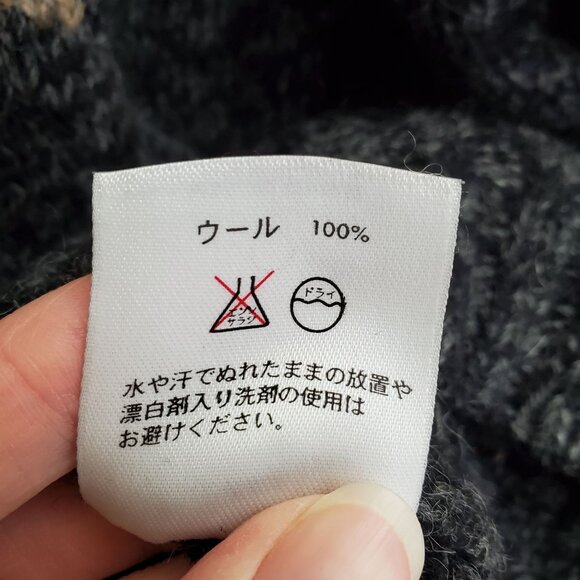 ウール 100%
エンソ
サラシ
ドライ
水や汗でぬれたままの放置や
漂白剤入り洗剤の使用は
お避けください。